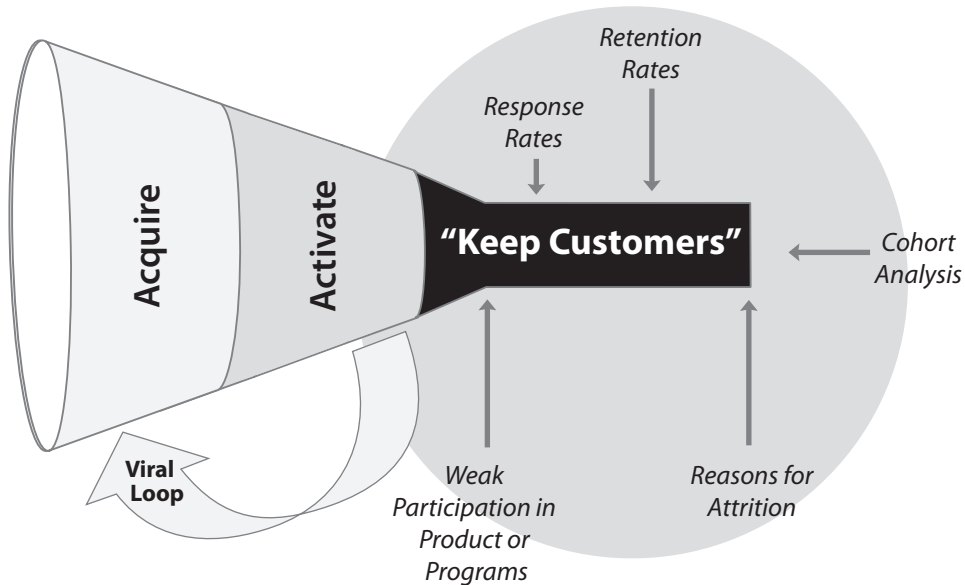 Retention
Rates
Response
Rates
Acquire
Activate
“Keep Customers”
Cohort
Analysis
Viral
Loop
Weak
Participation in
Product or
Programs
Reasons for
Attrition